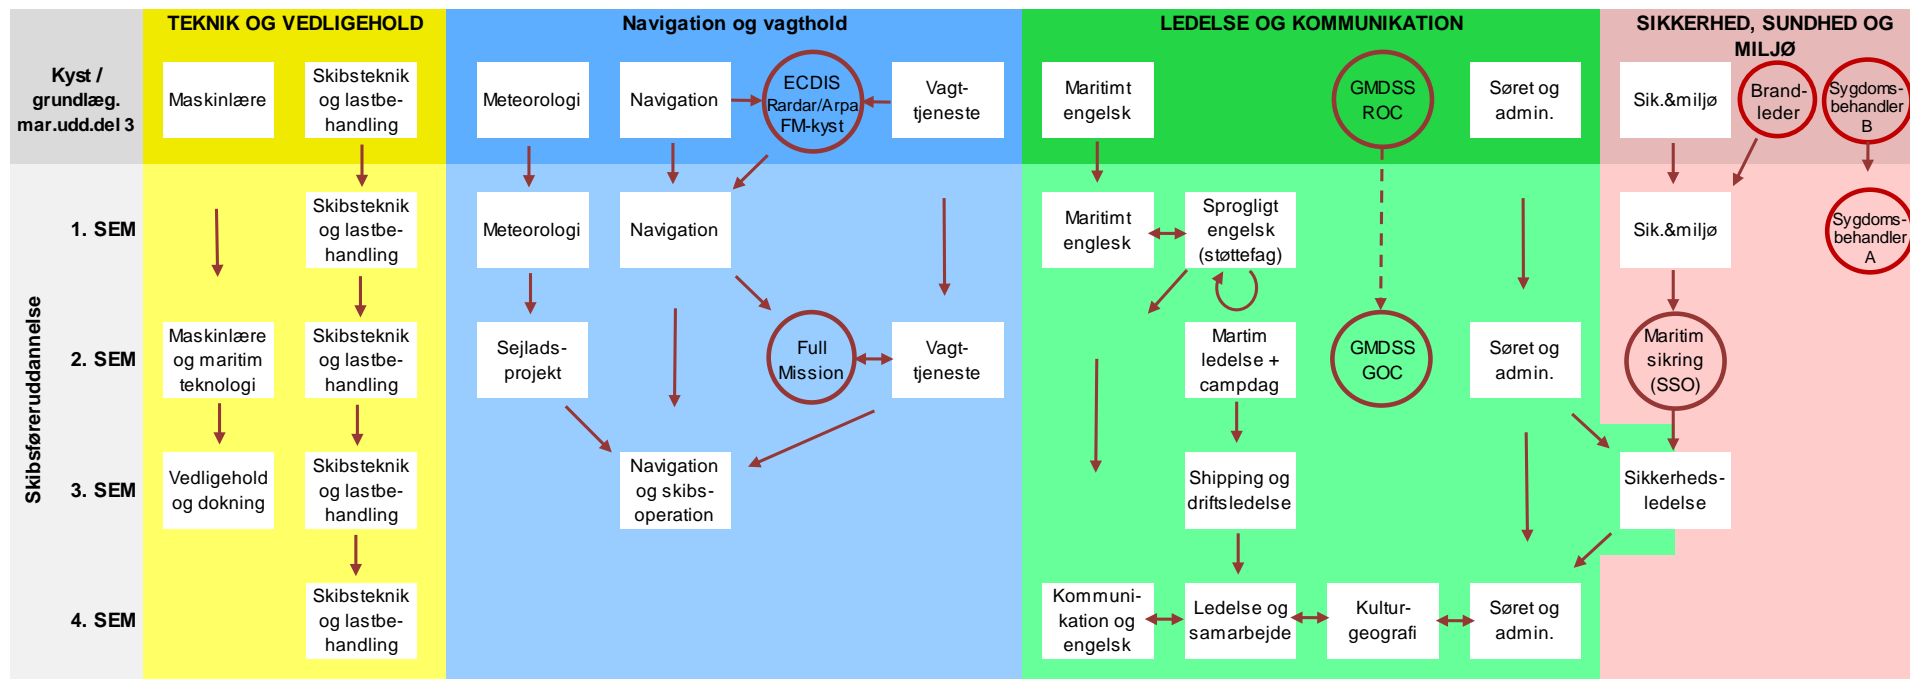 TEKNIK OG VEDLIGEHOLD
Navigation og vagthold
LEDELSE OG KOMMUNIKATION
SIKKERHED, SUNDHED OG
MILJØ
Kyst /
grundlæg.
mar.udd.del 3
Maskinlære
Skibsteknik
og lastbe-
handling
Meteorologi
Navigation
ECDIS
Rardar/Arpa
FM-kyst
Vagt-
tjeneste
Maritimt
engelsk
GMDSS
ROC
Søret og
admin.
Sik.&miljø
Brand-
leder
Sygdoms-
behandler
B
Skibsføreruddannelse
1. SEM
Skibsteknik
og lastbe-
handling
Meteorologi
Navigation
Maritimt
englesk
Sprogligt
engelsk
(støttefag)
Sik.&miljø
Sygdoms-
behandler
A
2. SEM
Maskinlære
og maritim
teknologi
Skibsteknik
og lastbe-
handling
Sejlads-
projekt
Full
Mission
Vagt-
tjeneste
Martim
ledelse +
campdag
GMDSS
GOC
Søret og
admin.
Maritim
sikring
(SSO)
3. SEM
Vedligehold
og dokning
Skibsteknik
og lastbe-
handling
Navigation
og skibs-
operation
Shipping og
driftsledelse
Sikkerheds-
ledelse
4. SEM
Skibsteknik
og lastbe-
handling
Kommuni-
kation og
engelsk
Ledelse og
samarbejde
Kultur-
geografi
Søret og
admin.